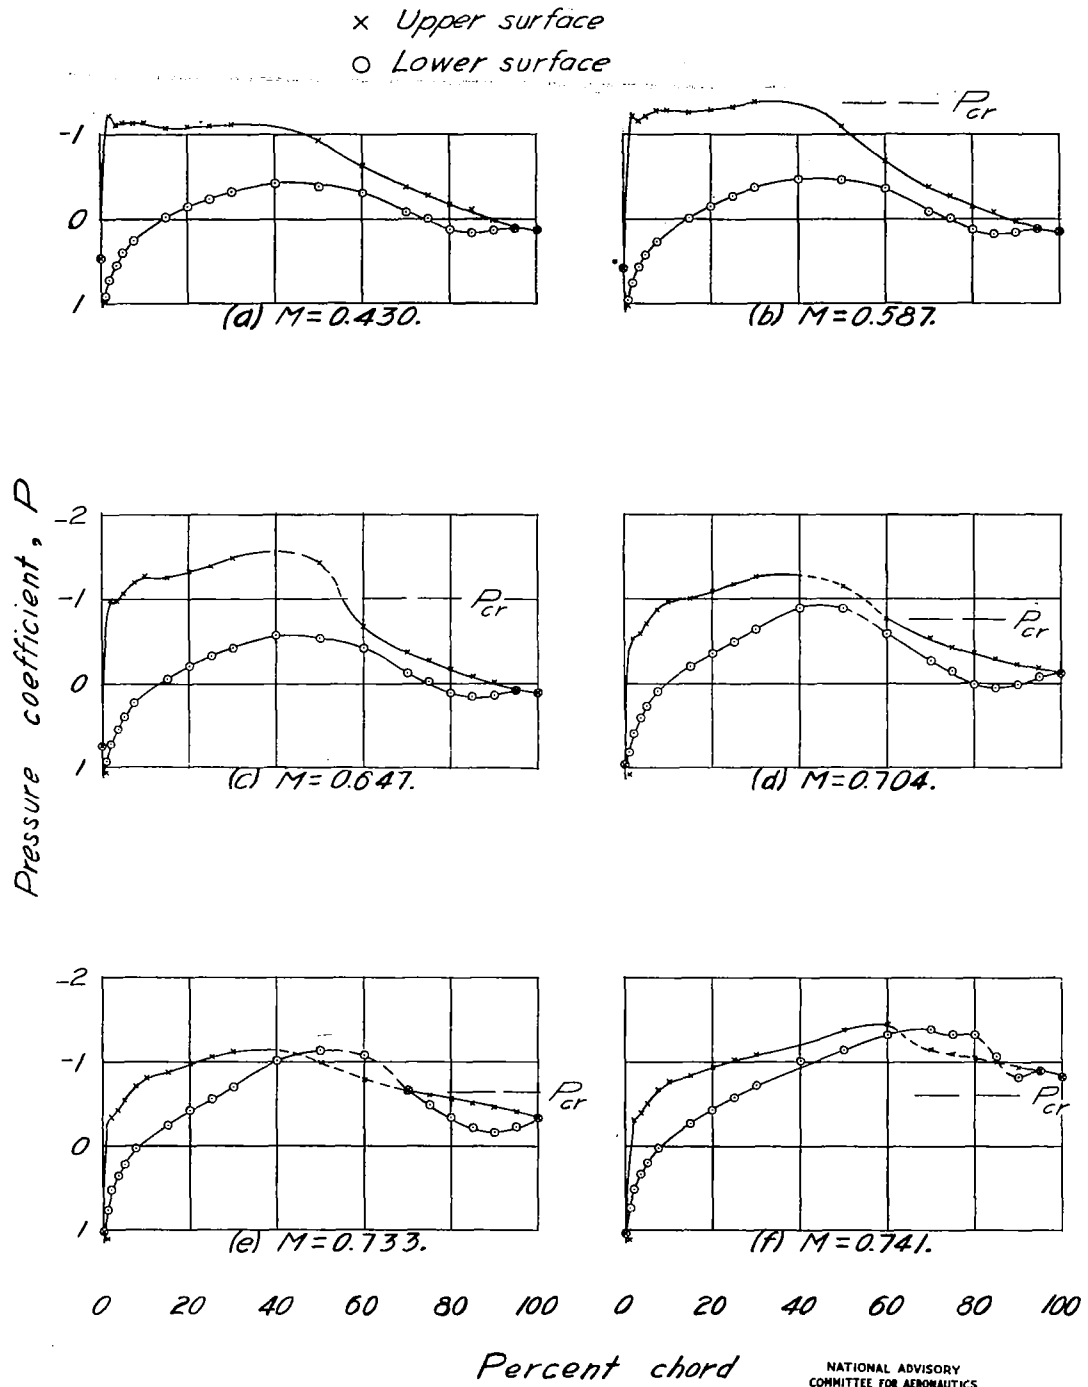 × Upper surface
⊙ Lower surface
-1
0
1
P_cr
(a) M=0.430.
(b) M=0.587.
Pressure coefficient, P
-2
-1
0
1
P_cr
P_cr
(c) M=0.647.
(d) M=0.704.
-2
-1
0
1
P_cr
P_cr
(e) M=0.733.
(f) M=0.741.
0 20 40 60 80 100
0 20 40 60 80 100
Percent chord
NATIONAL ADVISORY
COMMITTEE FOR AERONAUTICS